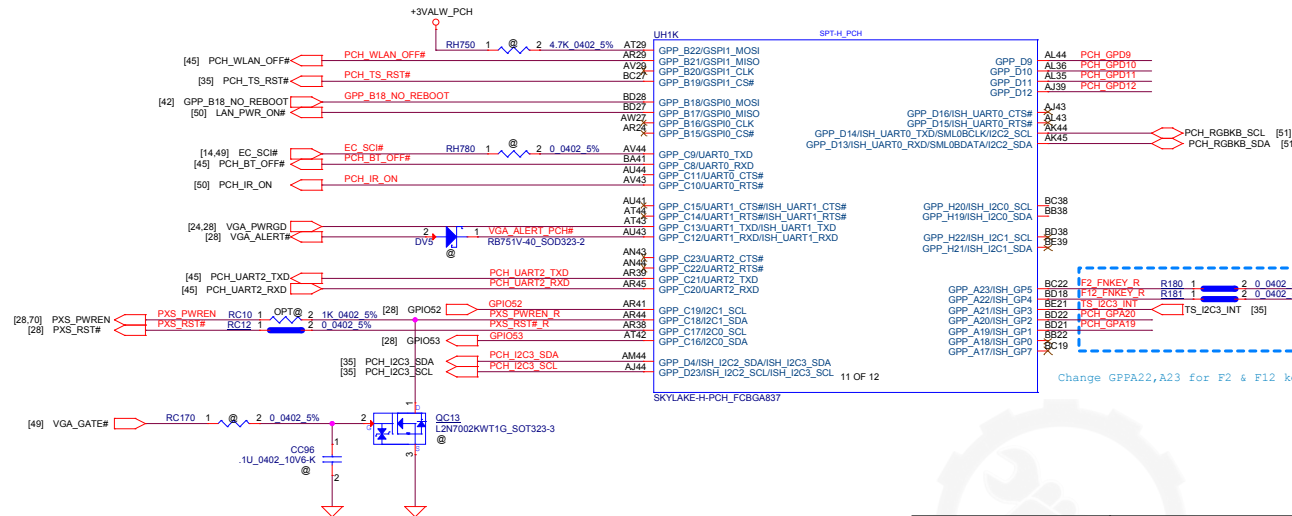 +3VALW_PCH
UH1K
SPT-H_PCH
RH750 1 @ 2 4.7K_0402_5% AT29 GPP_B22/GSPI1_MOSI
[45] PCH_WLAN_OFF# PCH_WLAN_OFF# AR29 GPP_B21/GSPI1_MISO
AV29 GPP_B20/GSPI1_CLK
[35] PCH_TS_RST# PCH_TS_RST# BC27 GPP_B19/GSPI1_CS#
[42] GPP_B18_NO_REBOOT GPP_B18_NO_REBOOT BD28 GPP_B18/GSPI0_MOSI
[50] LAN_PWR_ON# BD27 GPP_B17/GSPI0_MISO
AW27 GPP_B16/GSPI0_CLK
AR24 GPP_B15/GSPI0_CS#
[14,49] EC_SCI# EC_SCI# RH780 1 @ 2 0_0402_5% AV44 GPP_C9/UART0_TXD
[45] PCH_BT_OFF# PCH_BT_OFF# BA41 GPP_C8/UART0_RXD
AU44 GPP_C11/UART0_CTS#
[50] PCH_IR_ON PCH_IR_ON AV43 GPP_C10/UART0_RTS#
AU41 GPP_C15/UART1_CTS#/ISH_UART1_CTS#
AT44 GPP_C14/UART1_RTS#/ISH_UART1_RTS#
[24,28] VGA_PWRGD AT43 GPP_C13/UART1_TXD/ISH_UART1_TXD
[28] VGA_ALERT# 2 1 VGA_ALERT_PCH# AU43 GPP_C12/UART1_RXD/ISH_UART1_RXD
DV5 RB751V-40_SOD323-2
@
AN43 GPP_C23/UART2_CTS#
AN44 GPP_C22/UART2_RTS#
[45] PCH_UART2_TXD PCH_UART2_TXD AR39 GPP_C21/UART2_TXD
[45] PCH_UART2_RXD PCH_UART2_RXD AR45 GPP_C20/UART2_RXD
[28] GPIO52 GPIO52 AR41 GPP_C19/I2C1_SCL
[28,70] PXS_PWREN PXS_PWREN RC10 1 OPT@ 2 1K_0402_5% PXS_PWREN_R AR44 GPP_C18/I2C1_SDA
[28] PXS_RST# PXS_RST# RC12 1 2 0_0402_5% PXS_RST#_R AR38 GPP_C17/I2C0_SCL
[28] GPIO53 GPIO53 AT42 GPP_C16/I2C0_SDA
[35] PCH_I2C3_SDA PCH_I2C3_SDA AM44 GPP_D4/ISH_I2C2_SDA/ISH_I2C3_SDA
[35] PCH_I2C3_SCL PCH_I2C3_SCL AJ44 GPP_D23/ISH_I2C2_SCL/ISH_I2C3_SCL
11 OF 12
SKYLAKE-H-PCH_FCBGA837
GPP_D9 AL44 PCH_GPD9
GPP_D10 AL36 PCH_GPD10
GPP_D11 AL35 PCH_GPD11
GPP_D12 AJ39 PCH_GPD12
GPP_D16/ISH_UART0_CTS# AJ43
GPP_D15/ISH_UART0_RTS# AL43
GPP_D14/ISH_UART0_TXD/SML0BCLK/I2C2_SCL AK44 PCH_RGBKB_SCL [51]
GPP_D13/ISH_UART0_RXD/SML0BDATA/I2C2_SDA AK45 PCH_RGBKB_SDA [51
GPP_H20/ISH_I2C0_SCL BC38
GPP_H19/ISH_I2C0_SDA BB38
GPP_H22/ISH_I2C1_SCL BD38
GPP_H21/ISH_I2C1_SDA BE39
GPP_A23/ISH_GP5 BC22 F2_FNKEY_R R180 1 2 0_0402
GPP_A22/ISH_GP4 BD18 F12_FNKEY_R R181 1 2 0_0402
GPP_A21/ISH_GP3 BE21 TS_I2C3_INT TS_I2C3_INT [35]
GPP_A20/ISH_GP2 BD22 PCH_GPA20
GPP_A19/ISH_GP1 BD21 PCH_GPA19
GPP_A18/ISH_GP0 BB22
GPP_A17/ISH_GP7 BC19
Change GPPA22,A23 for F2 & F12 k
[49] VGA_GATE# RC170 1 @ 2 0_0402_5% 2 G
1 D
S 3
QC13
L2N7002KWT1G_SOT323-3
@
CC96
.1U_0402_10V6-K
@
1
2